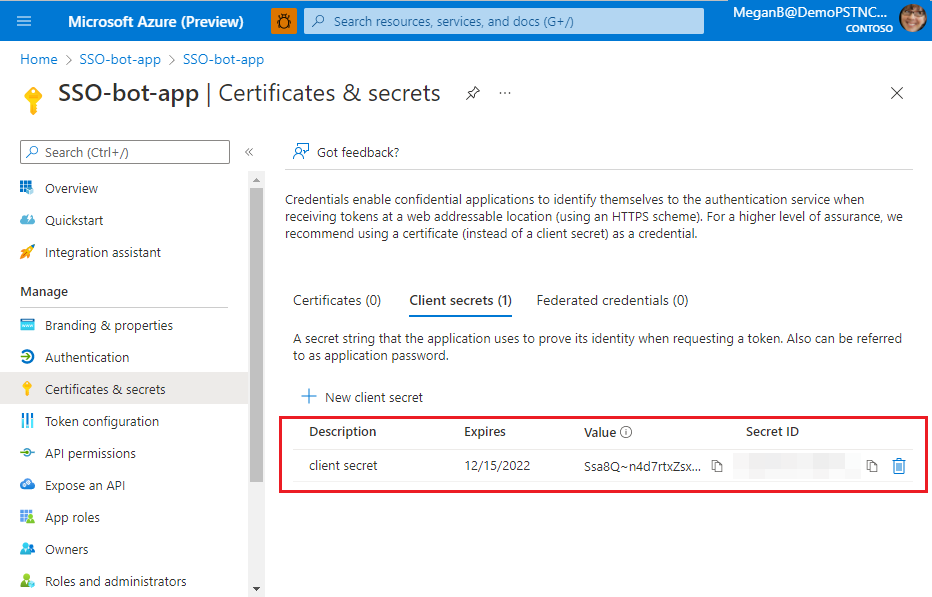 Microsoft Azure (Preview)
Search resources, services, and docs (G+/)
MeganB@DemoPSTNC...
CONTOSO
Home > SSO-bot-app > SSO-bot-app
SSO-bot-app | Certificates & secrets
Search (Ctrl+/)
Overview
Quickstart
Integration assistant
Manage
Branding & properties
Authentication
Certificates & secrets
Token configuration
API permissions
Expose an API
App roles
Owners
Roles and administrators
Got feedback?
Credentials enable confidential applications to identify themselves to the authentication service when
receiving tokens at a web addressable location (using an HTTPS scheme). For a higher level of assurance, we
recommend using a certificate (instead of a client secret) as a credential.
Certificates (0) Client secrets (1) Federated credentials (0)
A secret string that the application uses to prove its identity when requesting a token. Also can be referred
to as application password.
New client secret
Description Expires Value Secret ID
client secret 12/15/2022 Ssa8Q~n4d7rtxZsx...